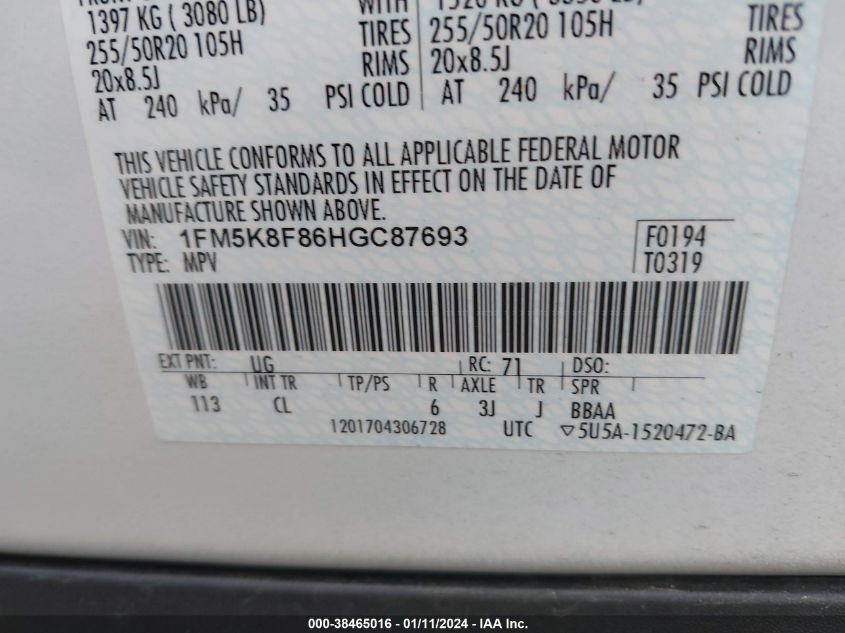 1397 KG ( 3080 LB) WITH
255/50R20 105H TIRES 255/50R20 105H TIRES
20x8.5J RIMS 20x8.5J RIMS
AT 240 kPa/ 35 PSI COLD AT 240 kPa/ 35 PSI COLD
THIS VEHICLE CONFORMS TO ALL APPLICABLE FEDERAL MOTOR
VEHICLE SAFETY STANDARDS IN EFFECT ON THE DATE OF
MANUFACTURE SHOWN ABOVE.
VIN: 1FM5K8F86HGC87693 F0194
TYPE: MPV T0319
EXT PNT: UG RC: 71 DSO:
WB INT TR TP/PS R AXLE TR SPR
113 CL 6 3J J BBAA
1201704306728 UTC ▽5U5A-1520472-BA
000-38465016 - 01/11/2024 - IAA Inc.